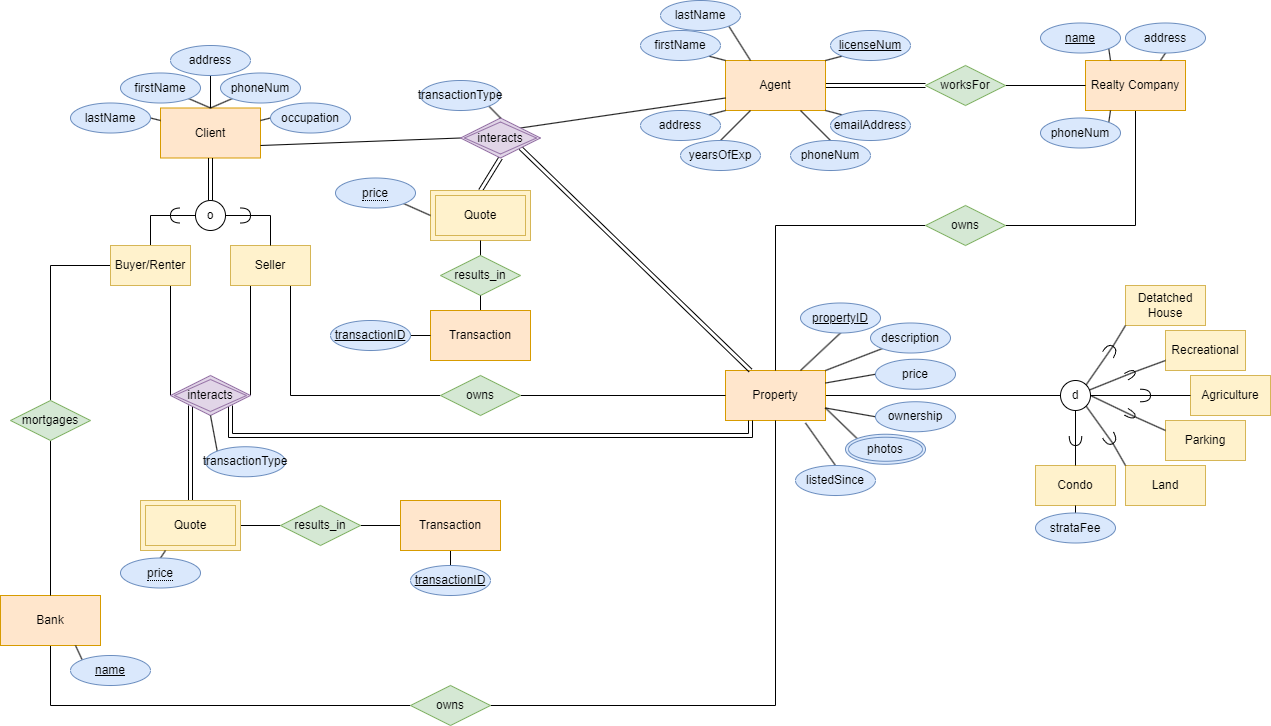 lastName
firstName
licenseNum
name
address
address
firstName
phoneNum
Agent
worksFor
Realty Company
transactionType
lastName
occupation
Client
interacts
address
emailAddress
phoneNum
yearsOfExp
phoneNum
price
Quote
o
owns
Buyer/Renter
Seller
results_in
Detatched
House
propertyID
transactionID
Transaction
description
Recreational
price
interacts
owns
Property
d
Agriculture
mortgages
ownership
photos
Parking
transactionType
listedSince
Condo
Land
Quote
results_in
Transaction
strataFee
price
transactionID
Bank
name
owns